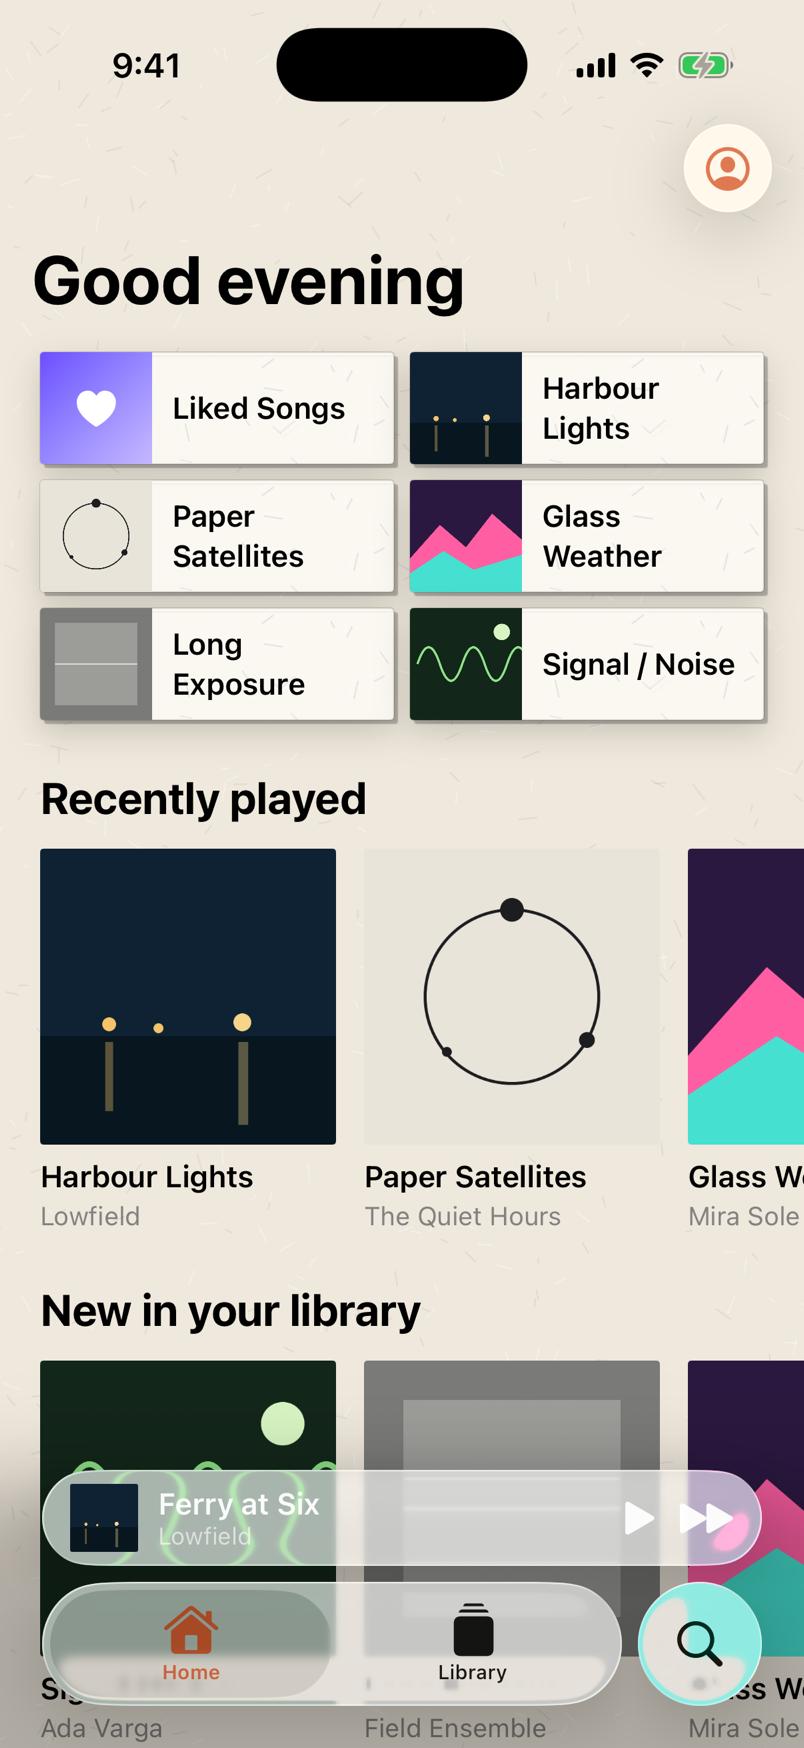 9:41
Good evening
Liked Songs
Harbour
Lights
Paper
Satellites
Glass
Weather
Long
Exposure
Signal / Noise
Recently played
Harbour Lights
Paper Satellites
Glass
Lowfield
The Quiet Hours
Mira Sole
New in your library
Ferry at Six
Lowfield
Home
Library
Ada Varga
Field Ensemble
Mira Sole